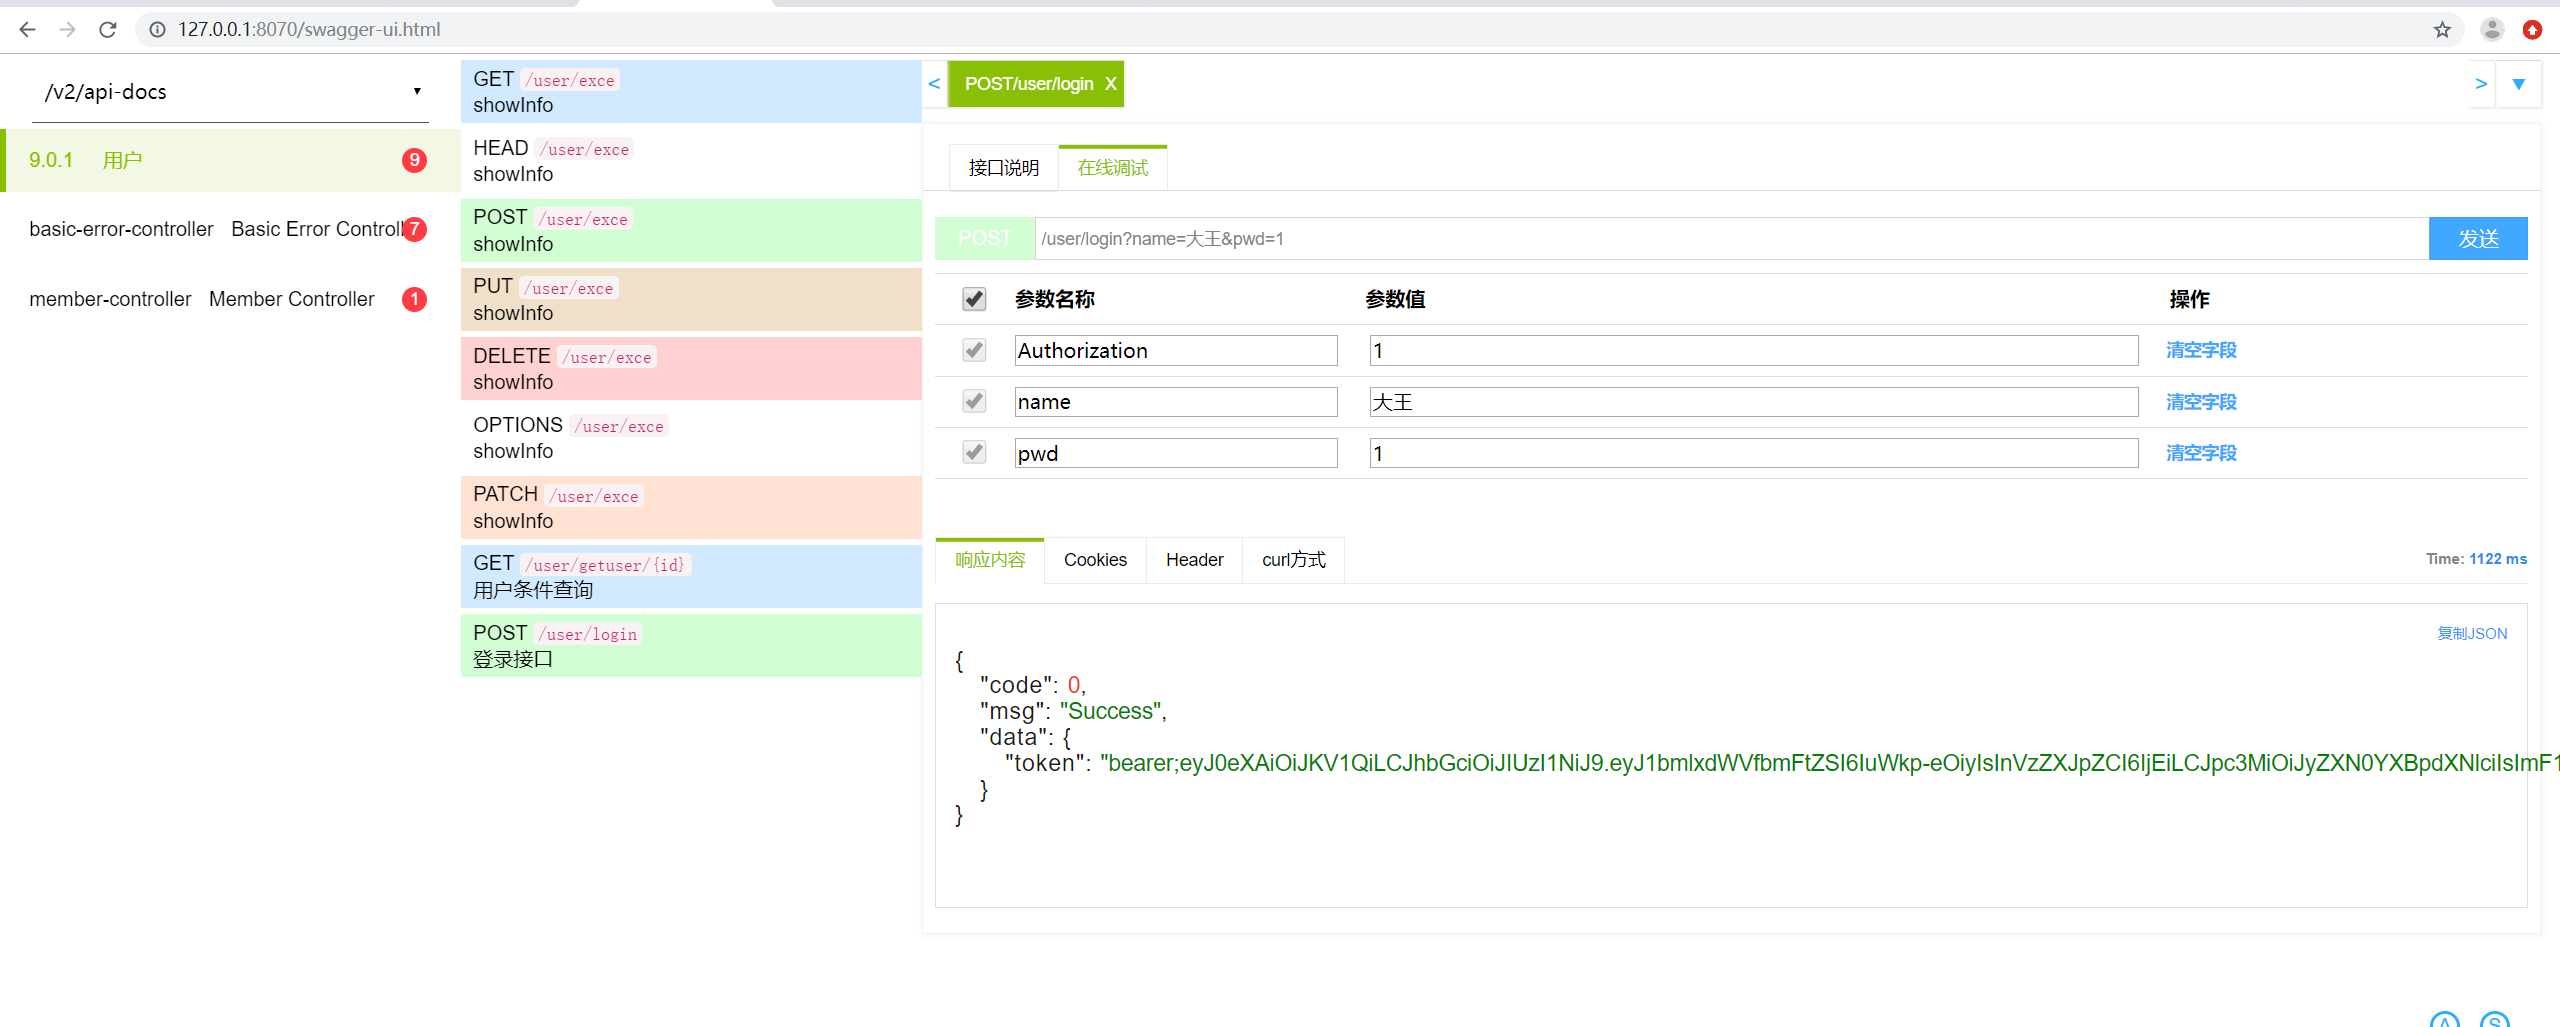 127.0.0.1:8070/swagger-ui.html
/v2/api-docs
9.0.1 用户 9
basic-error-controller Basic Error Controll 7
member-controller Member Controller 1
GET /user/exce
showInfo
HEAD /user/exce
showInfo
POST /user/exce
showInfo
PUT /user/exce
showInfo
DELETE /user/exce
showInfo
OPTIONS /user/exce
showInfo
PATCH /user/exce
showInfo
GET /user/getuser/{id}
用户条件查询
POST /user/login
登录接口
< POST/user/login X >
接口说明 在线调试
POST /user/login?name=大王&pwd=1 发送
参数名称 参数值 操作
Authorization 1 清空字段
name 大王 清空字段
pwd 1 清空字段
响应内容 Cookies Header curl方式 Time: 1122 ms
复制JSON
{
"code": 0,
"msg": "Success",
"data": {
"token": "bearer;eyJ0eXAiOiJKV1QiLCJhbGciOiJIUzI1NiJ9.eyJ1bmlxdWVfbmFtZSI6IuWkp-eOiyIsInVzZXJpZCI6IjEiLCJpc3MiOiJyZXN0YXBpdXNlciIsImF1
}
}